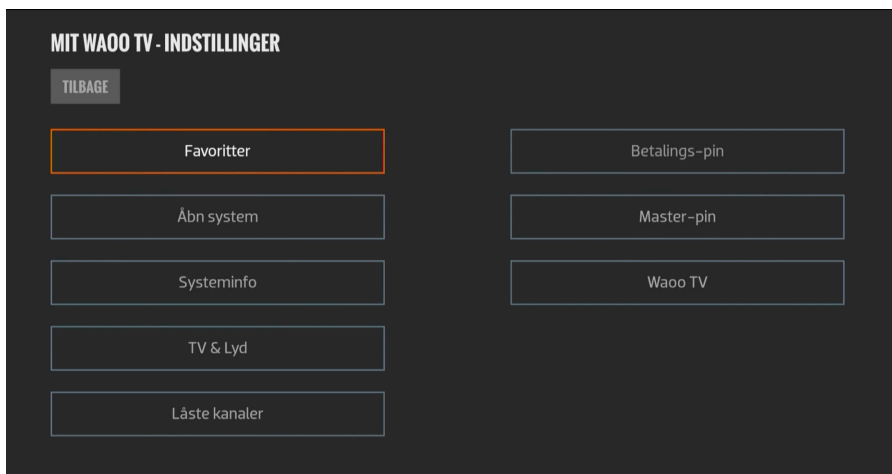 MIT WAOO TV - INDSTILLINGER
TILBAGE
Favoritter
Åbn system
Systeminfo
TV & Lyd
Låste kanaler
Betalings-pin
Master-pin
Waoo TV